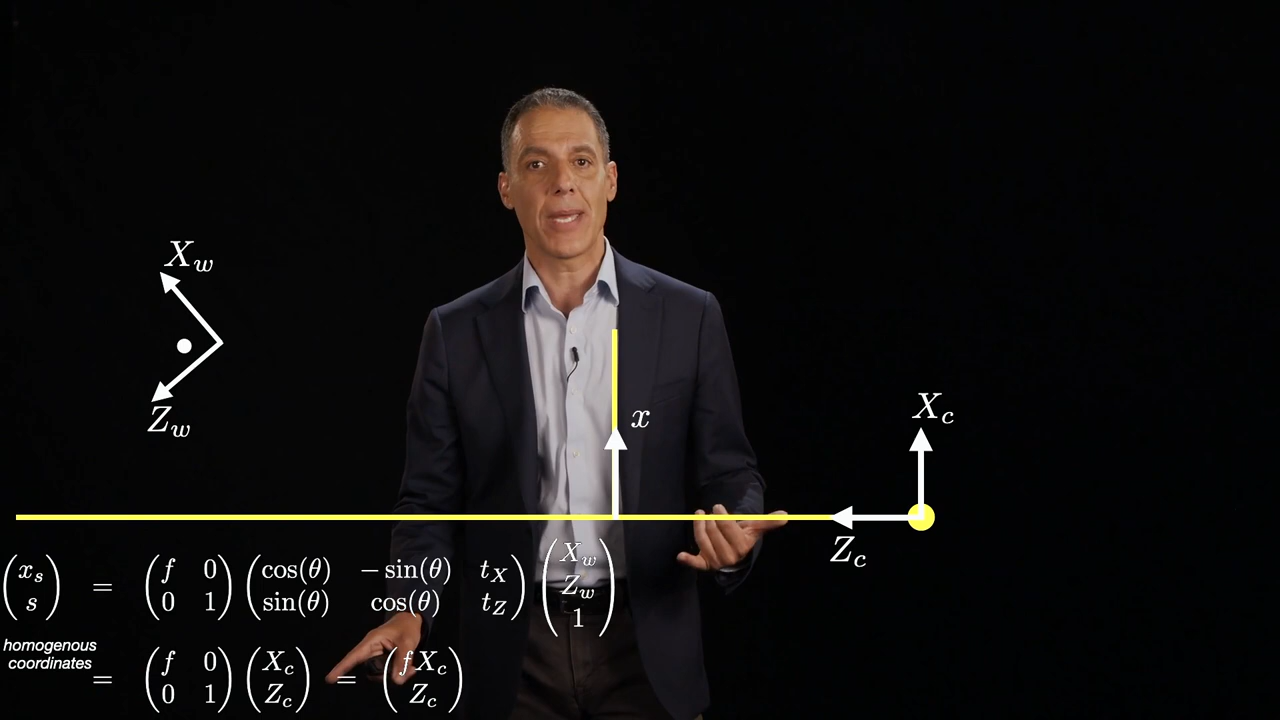 X_w
Z_w
x
X_c
Z_c
(x_s) = (f 0) (cos(θ) −sin(θ) t_X) (X_w)
(s) (0 1) (sin(θ) cos(θ) t_Z) (Z_w)
(1)
homogenous
coordinates
= (f 0) (X_c) = (fX_c)
(0 1) (Z_c) (Z_c)